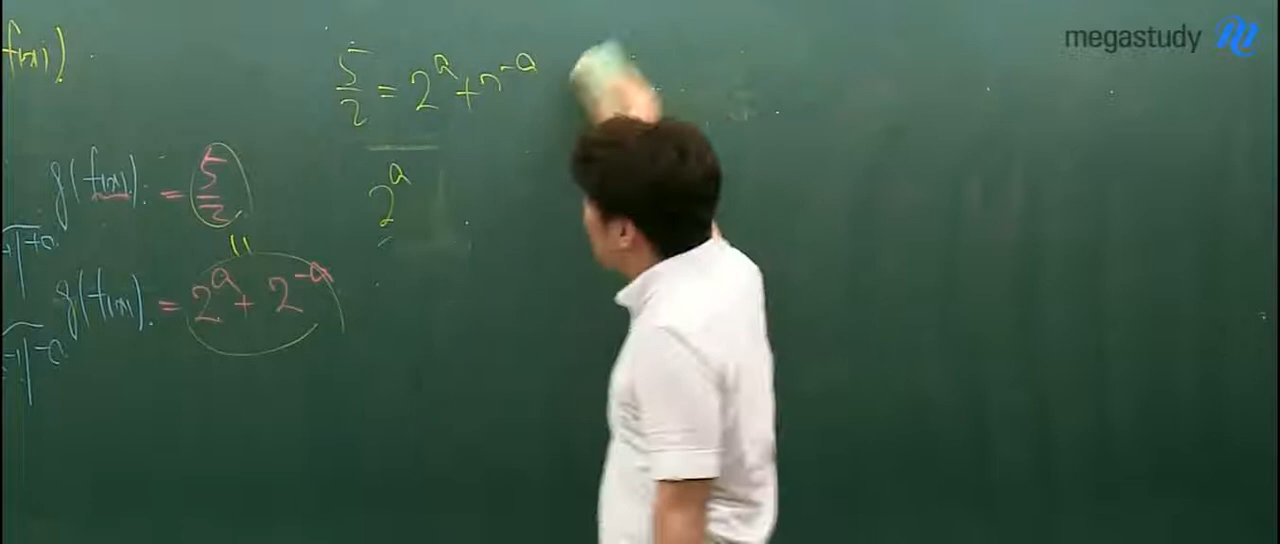 f(x)
5/2 = 2^a + 2^-a
g(f(x)) = 5/2
2^a
=
g(f(x)) = 2^a + 2^-a
megastudy